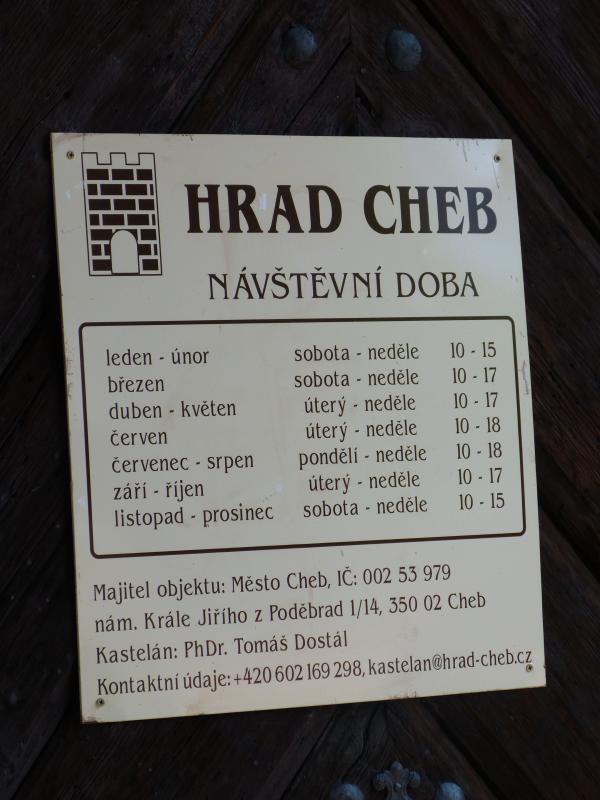 HRAD CHEB
NÁVŠTĚVNÍ DOBA
leden - únor sobota - neděle 10 - 15
březen sobota - neděle 10 - 17
duben - květen úterý - neděle 10 - 17
červen úterý - neděle 10 - 18
červenec - srpen pondělí - neděle 10 - 18
září - říjen úterý - neděle 10 - 17
listopad - prosinec sobota - neděle 10 - 15
Majitel objektu: Město Cheb, IČ: 002 53 979
nám. Krále Jiřího z Poděbrad 1/14, 350 02 Cheb
Kastelán: PhDr. Tomáš Dostál
Kontaktní údaje: +420 602 169 298, kastelan@hrad-cheb.cz